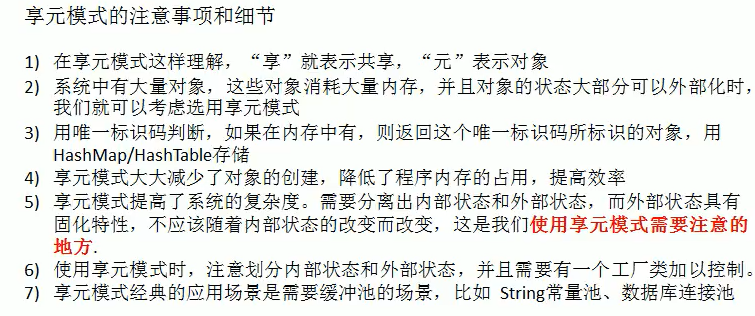 享元模式的注意事项和细节
1) 在享元模式这样理解，“享”就表示共享，“元”表示对象
2) 系统中有大量对象，这些对象消耗大量内存，并且对象的状态大部分可以外部化时，
我们就可以考虑选用享元模式
3) 用唯一标识码判断，如果在内存中有，则返回这个唯一标识码所标识的对象，用
HashMap/HashTable存储
4) 享元模式大大减少了对象的创建，降低了程序内存的占用，提高效率
5) 享元模式提高了系统的复杂度。需要分离出内部状态和外部状态，而外部状态具有
固化特性，不应该随着内部状态的改变而改变，这是我们使用享元模式需要注意的
地方.
6) 使用享元模式时，注意划分内部状态和外部状态，并且需要有一个工厂类加以控制。
7) 享元模式经典的应用场景是需要缓冲池的场景，比如 String常量池、数据库连接池